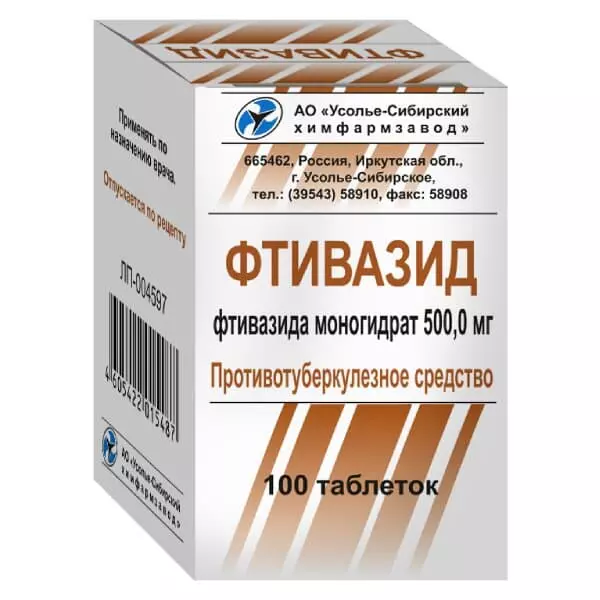 ФТИВАЗИД
АО «Усолье-Сибирский
химфармзавод»
665462, Россия, Иркутская обл.,
г. Усолье-Сибирское,
тел.: (39543) 58910, факс: 58908
ФТИВАЗИД
фтивазида моногидрат 500,0 мг
Противотуберкулезное средство
100 таблеток
Применять по
назначению врача.
Отпускается по рецепту
ЛП-004597
4605422015487
АО «Усолье-Сибирский
химфармзавод»